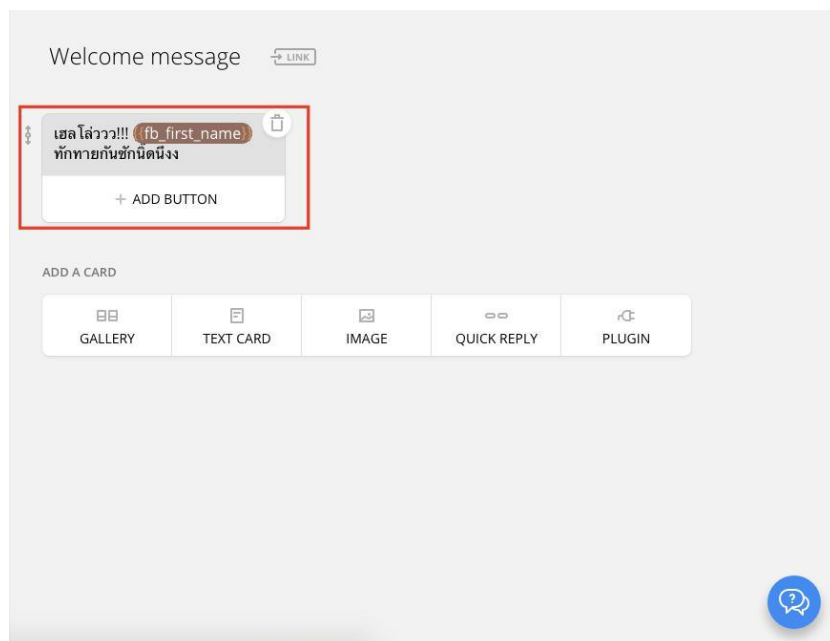 Welcome message LINK
เฮลโล่ววว!!! {{fb_first_name}}
ทักทายกันซักนิดนึงง
+ ADD BUTTON
ADD A CARD
GALLERY TEXT CARD IMAGE QUICK REPLY PLUGIN